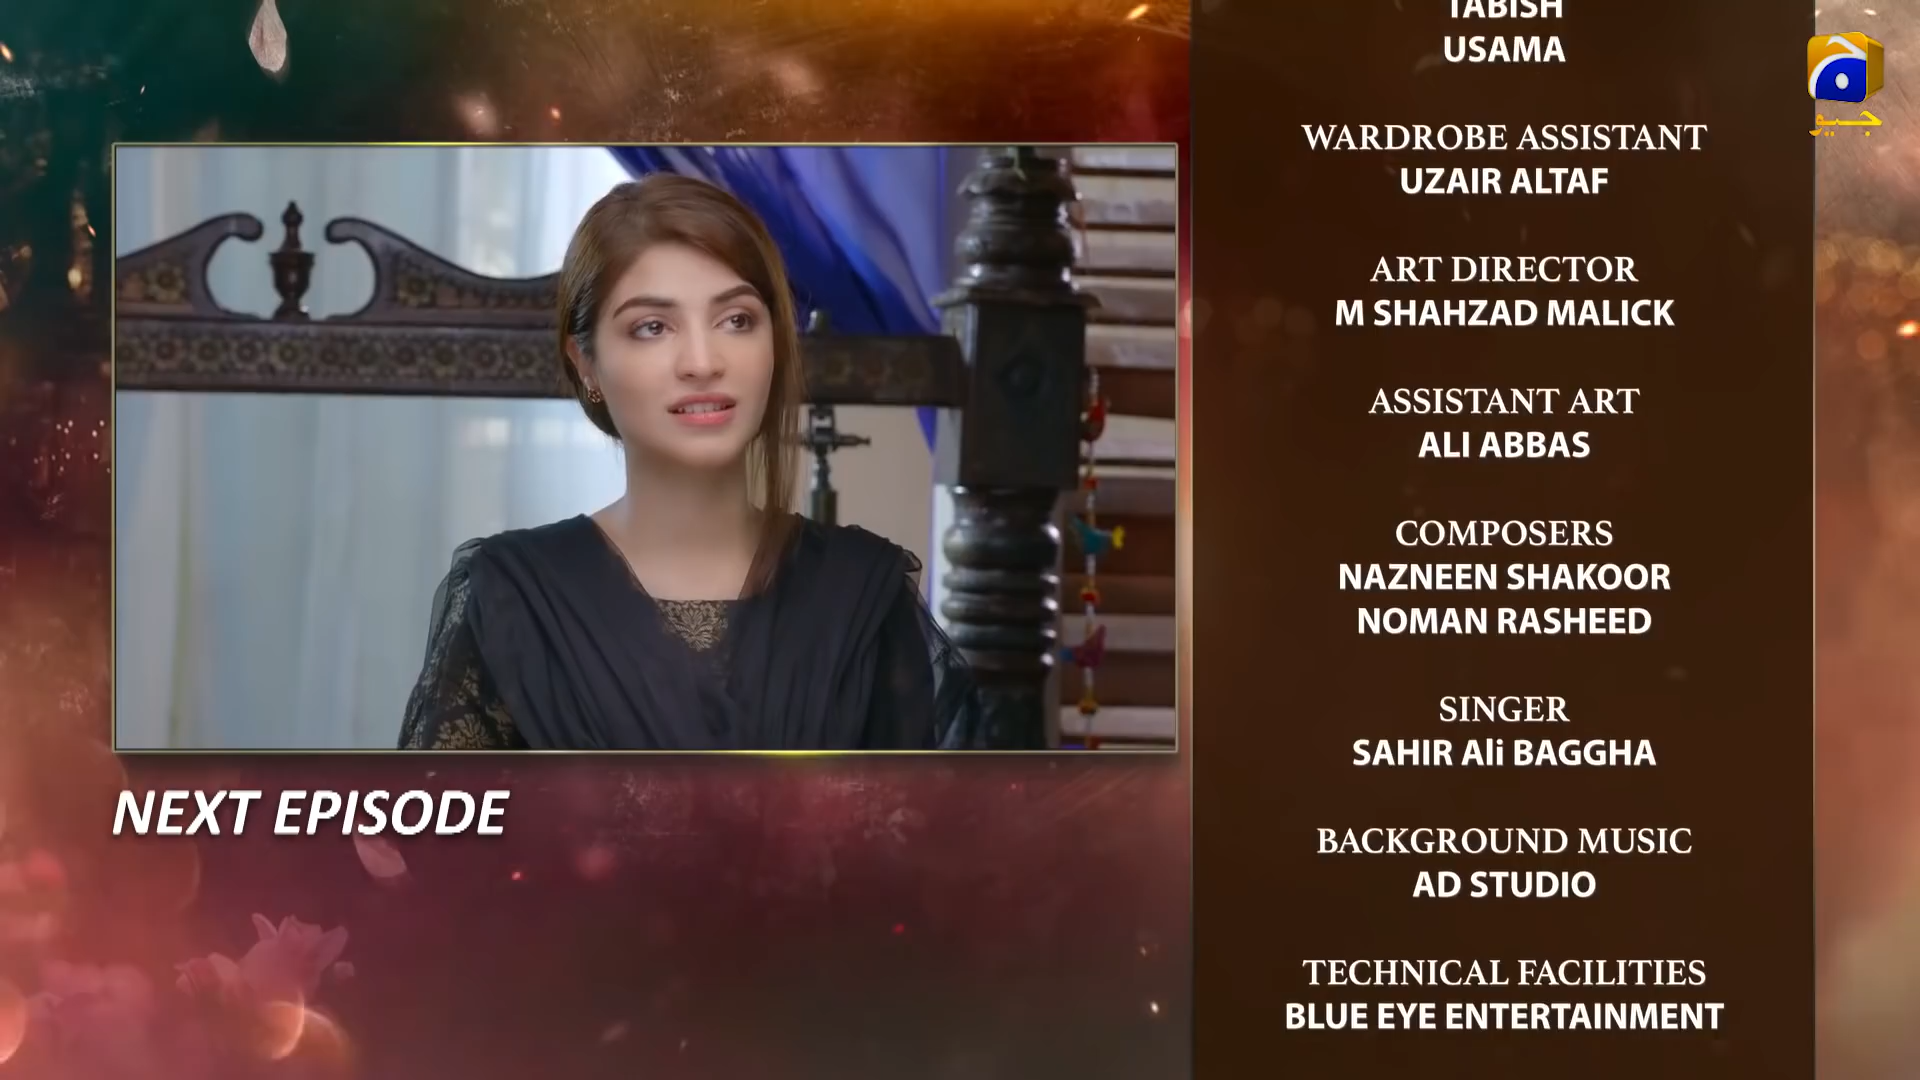 TABISH
USAMA
WARDROBE ASSISTANT
UZAIR ALTAF
ART DIRECTOR
M SHAHZAD MALICK
ASSISTANT ART
ALI ABBAS
COMPOSERS
NAZNEEN SHAKOOR
NOMAN RASHEED
SINGER
SAHIR Ali BAGGHA
BACKGROUND MUSIC
AD STUDIO
TECHNICAL FACILITIES
BLUE EYE ENTERTAINMENT
NEXT EPISODE
جیو